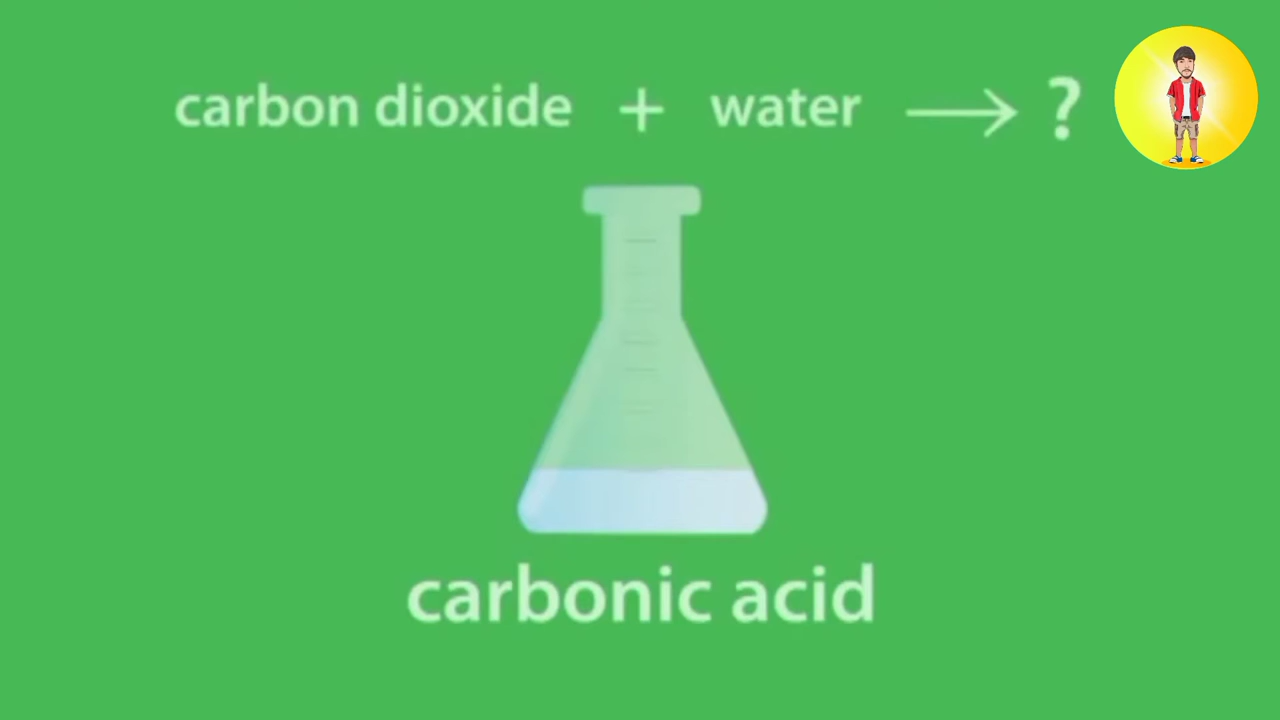 carbon dioxide + water ⟶ ?
carbonic acid